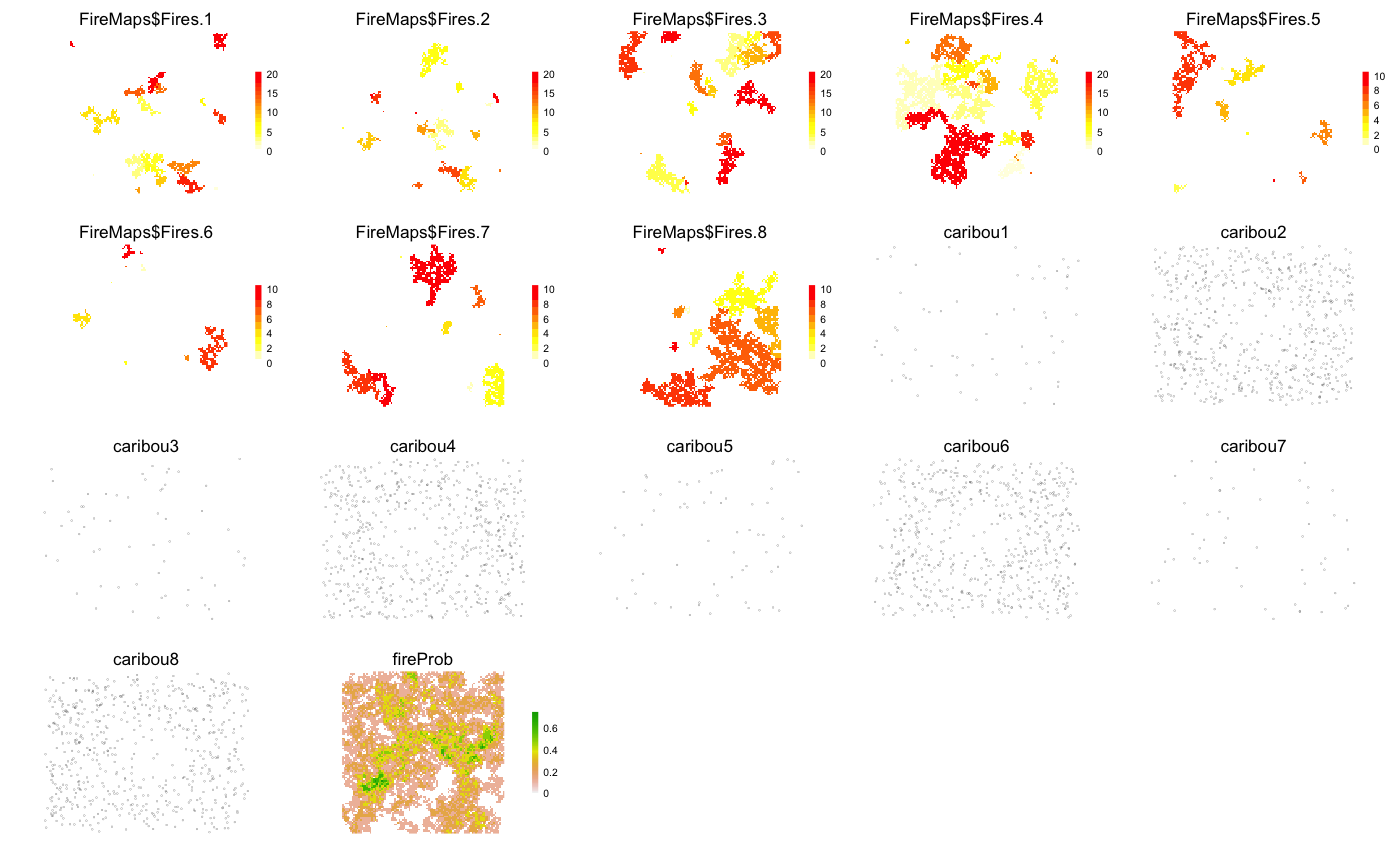 FireMaps$Fires.1
20
15
10
5
0
FireMaps$Fires.2
20
15
10
5
0
FireMaps$Fires.3
20
15
10
5
0
FireMaps$Fires.4
20
15
10
5
0
FireMaps$Fires.5
10
8
6
4
2
0
FireMaps$Fires.6
10
8
6
4
2
0
FireMaps$Fires.7
10
8
6
4
2
0
FireMaps$Fires.8
10
8
6
4
2
0
caribou1
caribou2
caribou3
caribou4
caribou5
caribou6
caribou7
caribou8
fireProb
0.6
0.4
0.2
0